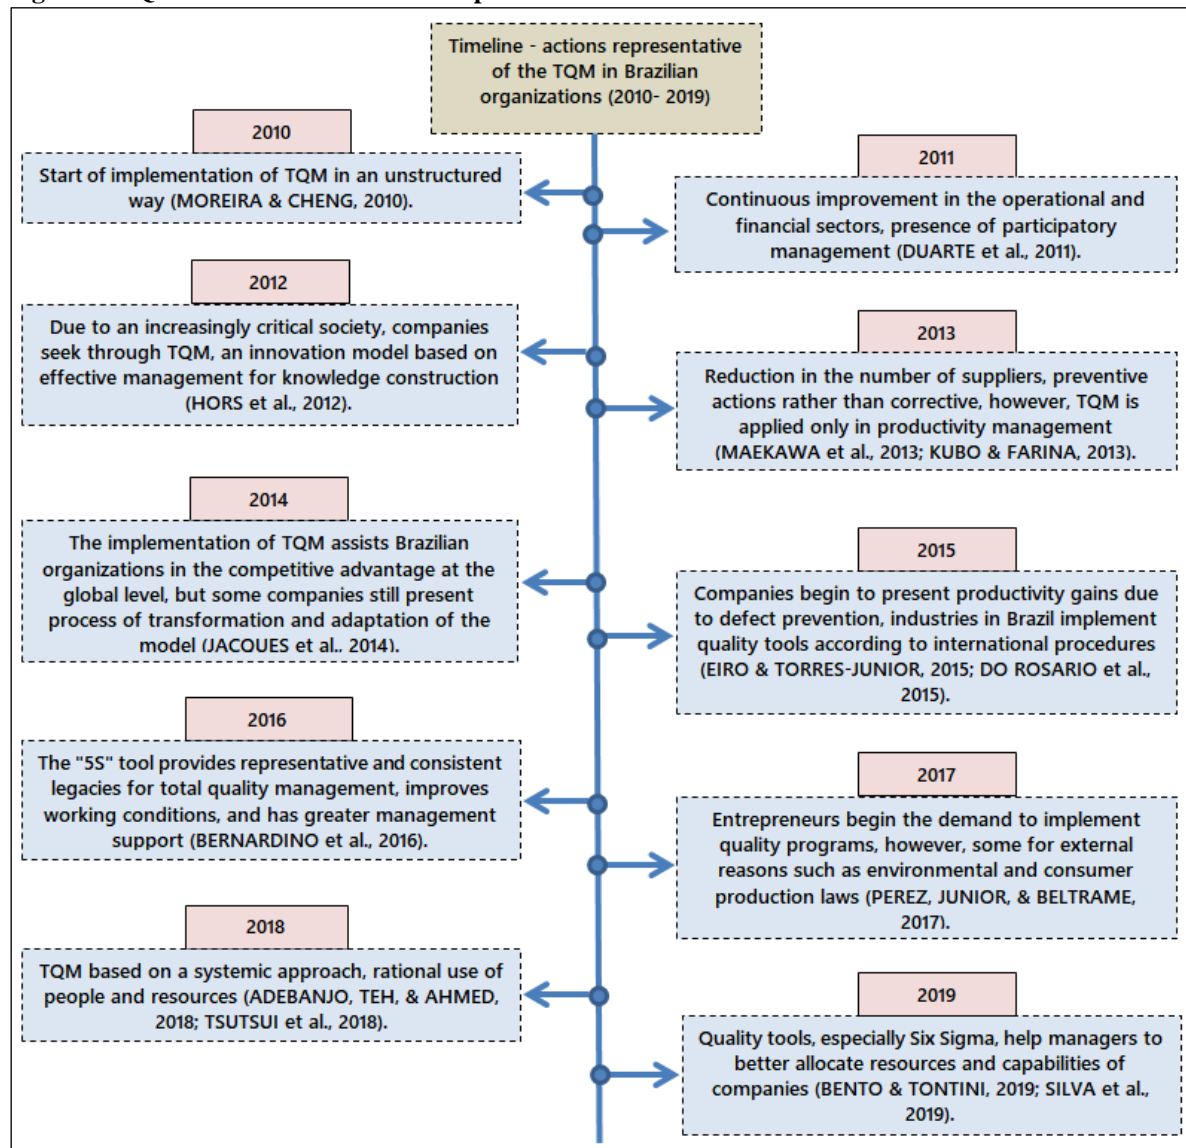 Timeline - actions representative
of the TQM in Brazilian
organizations (2010- 2019)
2010
Start of implementation of TQM in an unstructured
way (MOREIRA & CHENG, 2010).
2011
Continuous improvement in the operational and
financial sectors, presence of participatory
management (DUARTE et al., 2011).
2012
Due to an increasingly critical society, companies
seek through TQM, an innovation model based on
effective management for knowledge construction
(HORS et al., 2012).
2013
Reduction in the number of suppliers, preventive
actions rather than corrective, however, TQM is
applied only in productivity management
(MAEKAWA et al., 2013; KUBO & FARINA, 2013).
2014
The implementation of TQM assists Brazilian
organizations in the competitive advantage at the
global level, but some companies still present
process of transformation and adaptation of the
model (JACQUES et al., 2014).
2015
Companies begin to present productivity gains due
to defect prevention, industries in Brazil implement
quality tools according to international procedures
(EIRO & TORRES-JUNIOR, 2015; DO ROSARIO et al.,
2015).
2016
The "5S" tool provides representative and consistent
legacies for total quality management, improves
working conditions, and has greater management
support (BERNARDINO et al., 2016).
2017
Entrepreneurs begin the demand to implement
quality programs, however, some for external
reasons such as environmental and consumer
production laws (PEREZ, JUNIOR, & BELTRAME,
2017).
2018
TQM based on a systemic approach, rational use of
people and resources (ADEBANJO, TEH, & AHMED,
2018; TSUTSUI et al., 2018).
2019
Quality tools, especially Six Sigma, help managers to
better allocate resources and capabilities of
companies (BENTO & TONTINI, 2019; SILVA et al.,
2019).